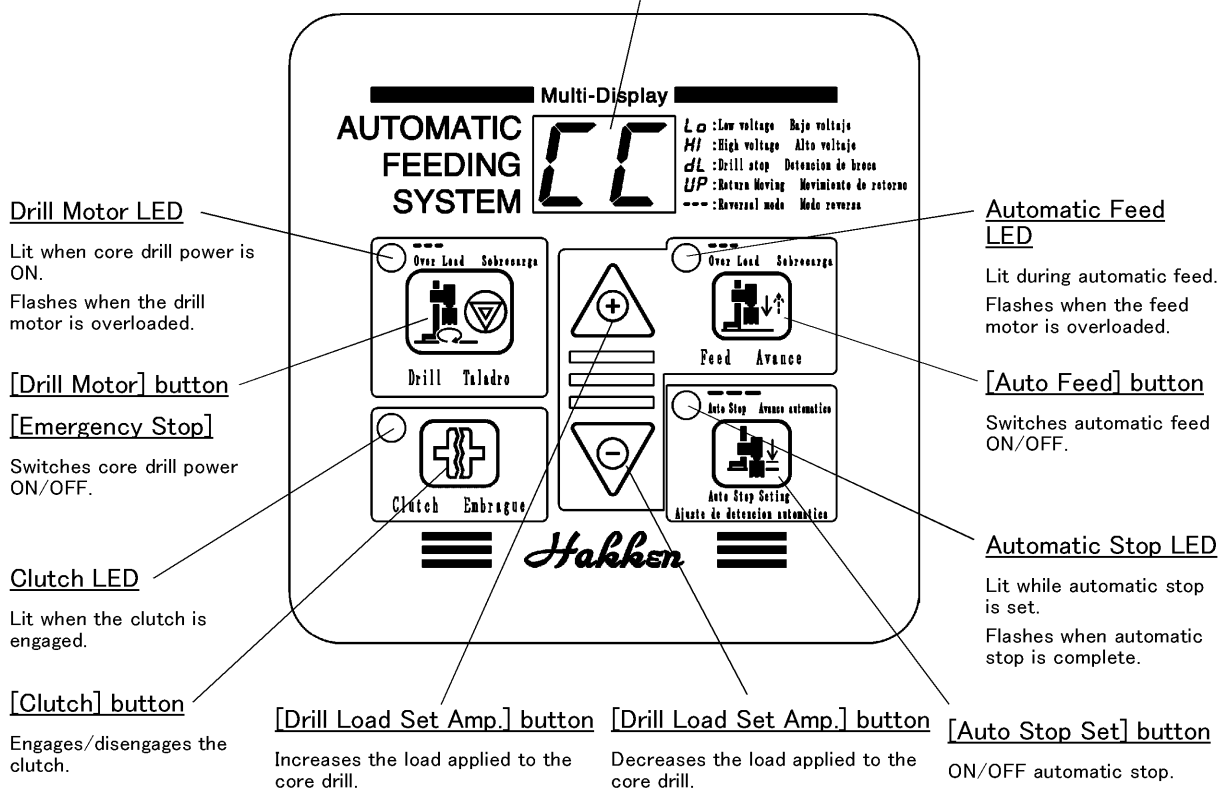 Multi-Display
AUTOMATIC
FEEDING
SYSTEM
CC
Lo :Low voltage Bajo voltaje
HI :High voltage Alto voltaje
dL :Drill stop Detencion de broca
UP :Return Moving Movimiento de retorno
--- :Reversal mode Modo reversa
Drill Motor LED
Lit when core drill power is
ON.
Flashes when the drill
motor is overloaded.
[Drill Motor] button
[Emergency Stop]
Switches core drill power
ON/OFF.
Clutch LED
Lit when the clutch is
engaged.
[Clutch] button
Engages/disengages the
clutch.
---
Over Load Sobrecarga
Drill Taladro
Clutch Embrague
+
−
---
Over Load Sobrecarga
Feed Avance
---
Auto Stop Avance automatico
Auto Stop Seting
Ajuste de detencion automatico
Hakken
[Drill Load Set Amp.] button
Increases the load applied to the
core drill.
[Drill Load Set Amp.] button
Decreases the load applied to the
core drill.
Automatic Feed
LED
Lit during automatic feed.
Flashes when the feed
motor is overloaded.
[Auto Feed] button
Switches automatic feed
ON/OFF.
Automatic Stop LED
Lit while automatic stop
is set.
Flashes when automatic
stop is complete.
[Auto Stop Set] button
ON/OFF automatic stop.